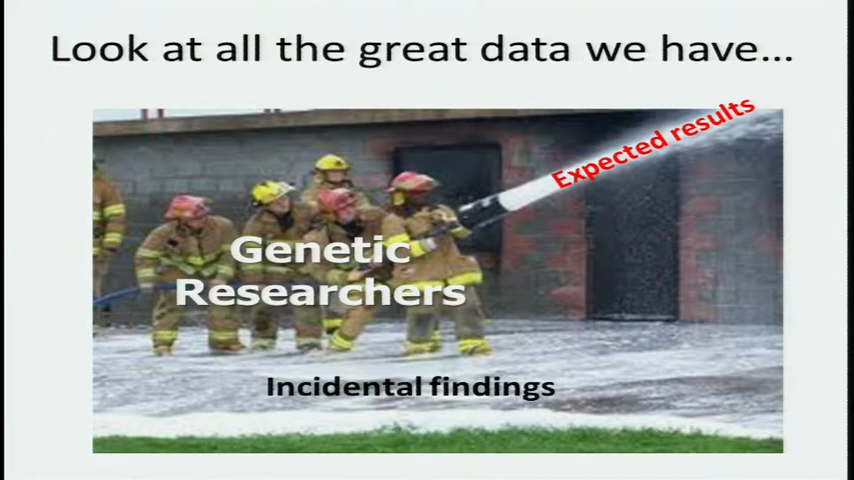 Look at all the great data we have...
Expected results
Genetic
Researchers
Incidental findings